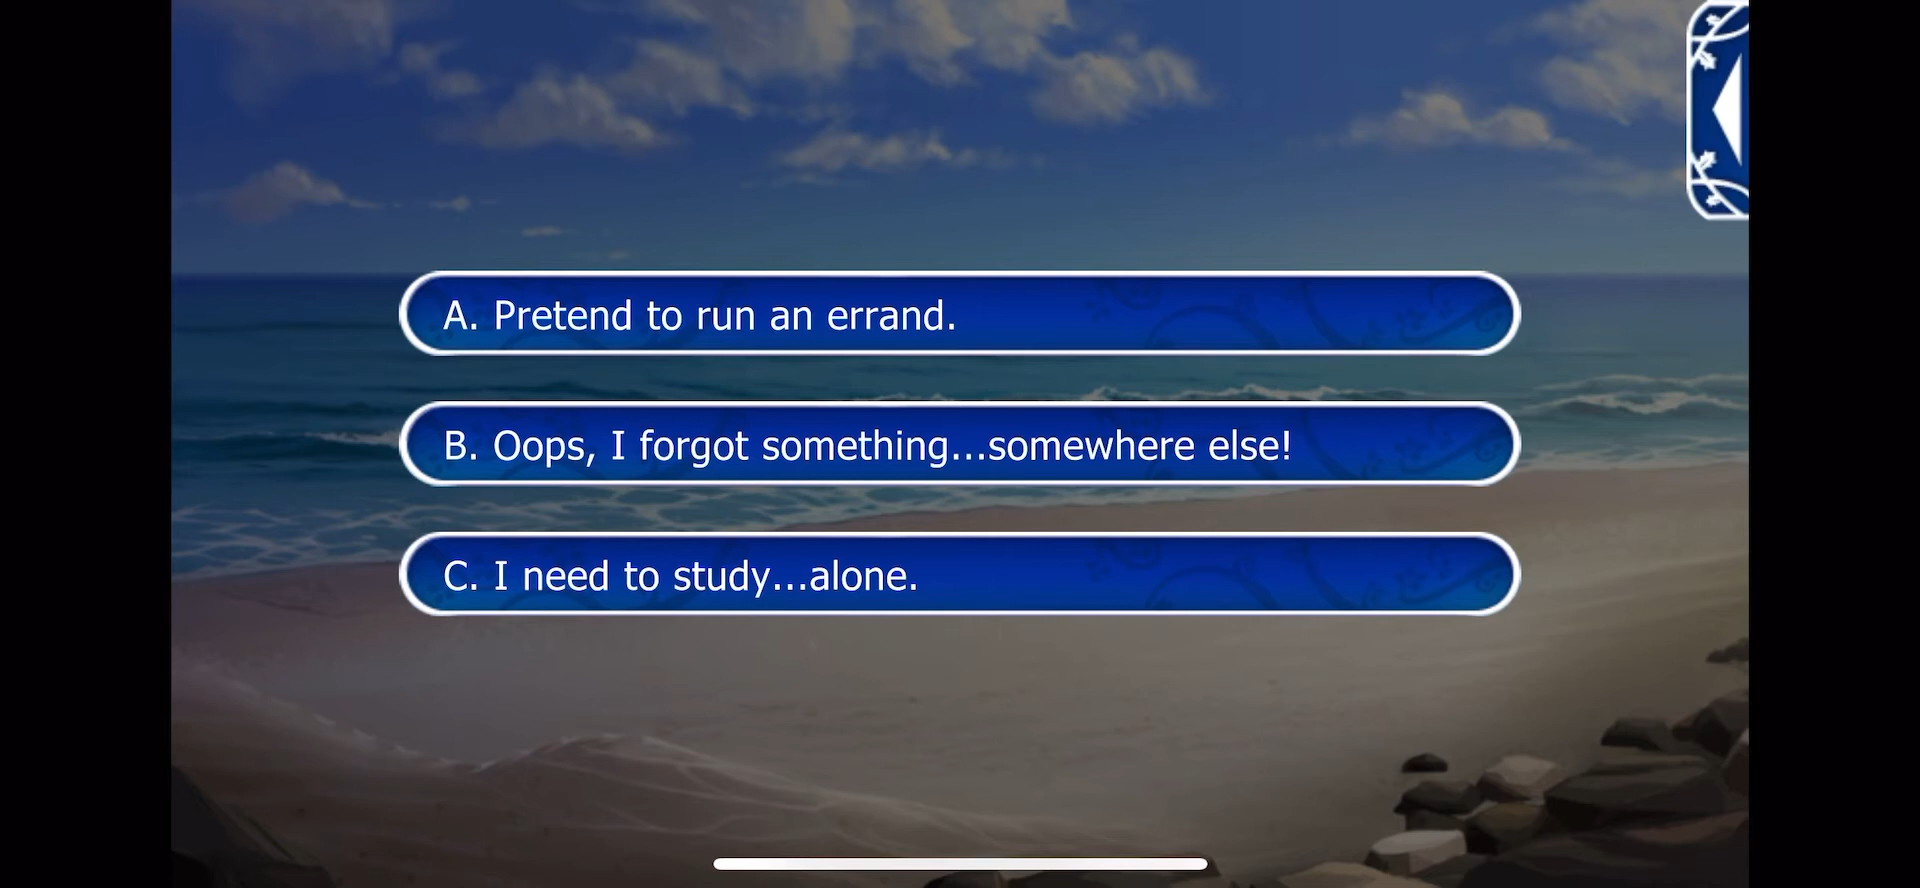 A. Pretend to run an errand.
B. Oops, I forgot something...somewhere else!
C. I need to study...alone.